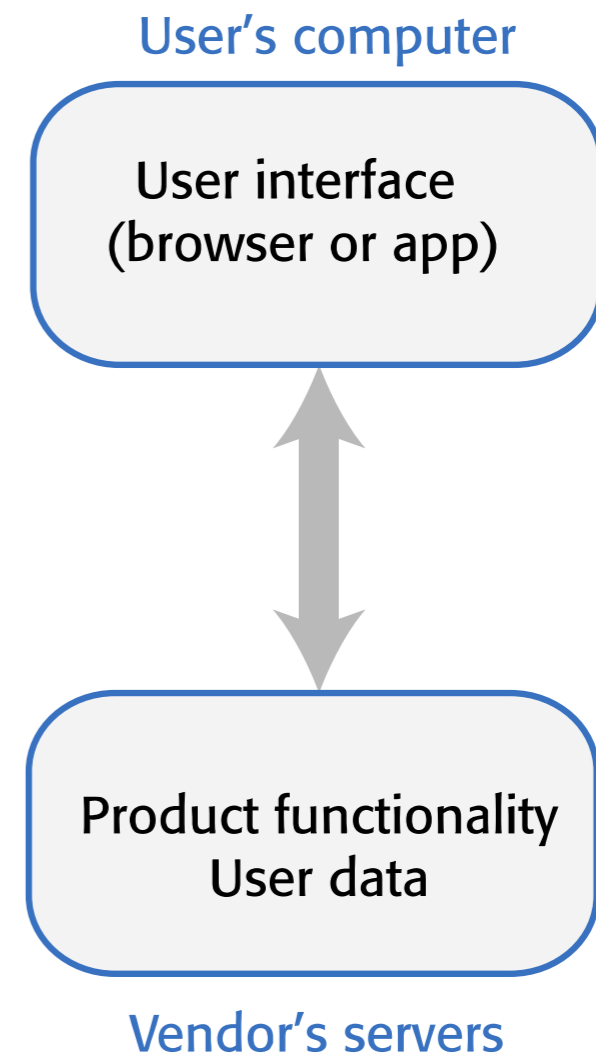 User’s computer
User interface
(browser or app)
Product functionality
User data
Vendor’s servers